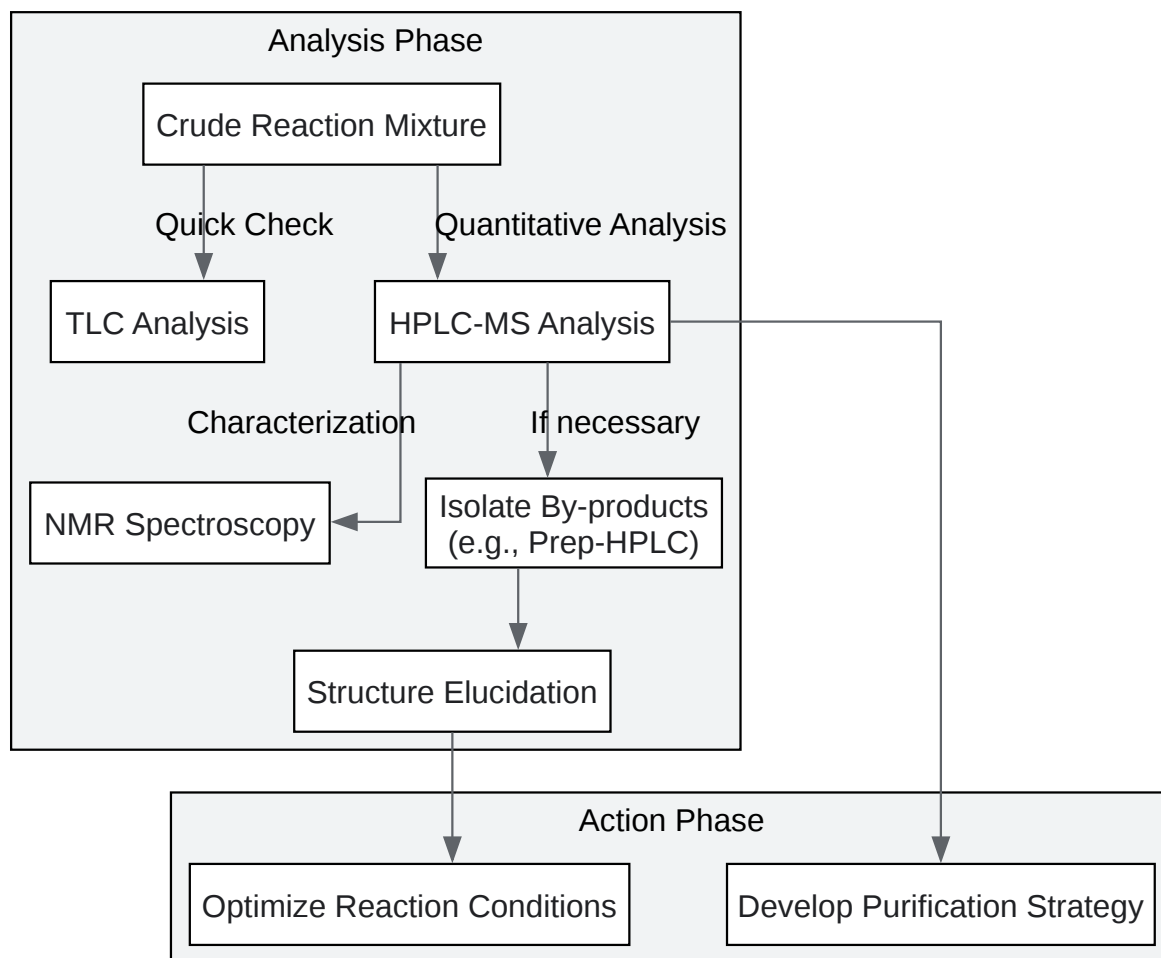 Analysis Phase
Crude Reaction Mixture
Quick Check
Quantitative Analysis
TLC Analysis
HPLC-MS Analysis
Characterization
If necessary
NMR Spectroscopy
Isolate By-products
(e.g., Prep-HPLC)
Structure Elucidation
Action Phase
Optimize Reaction Conditions
Develop Purification Strategy